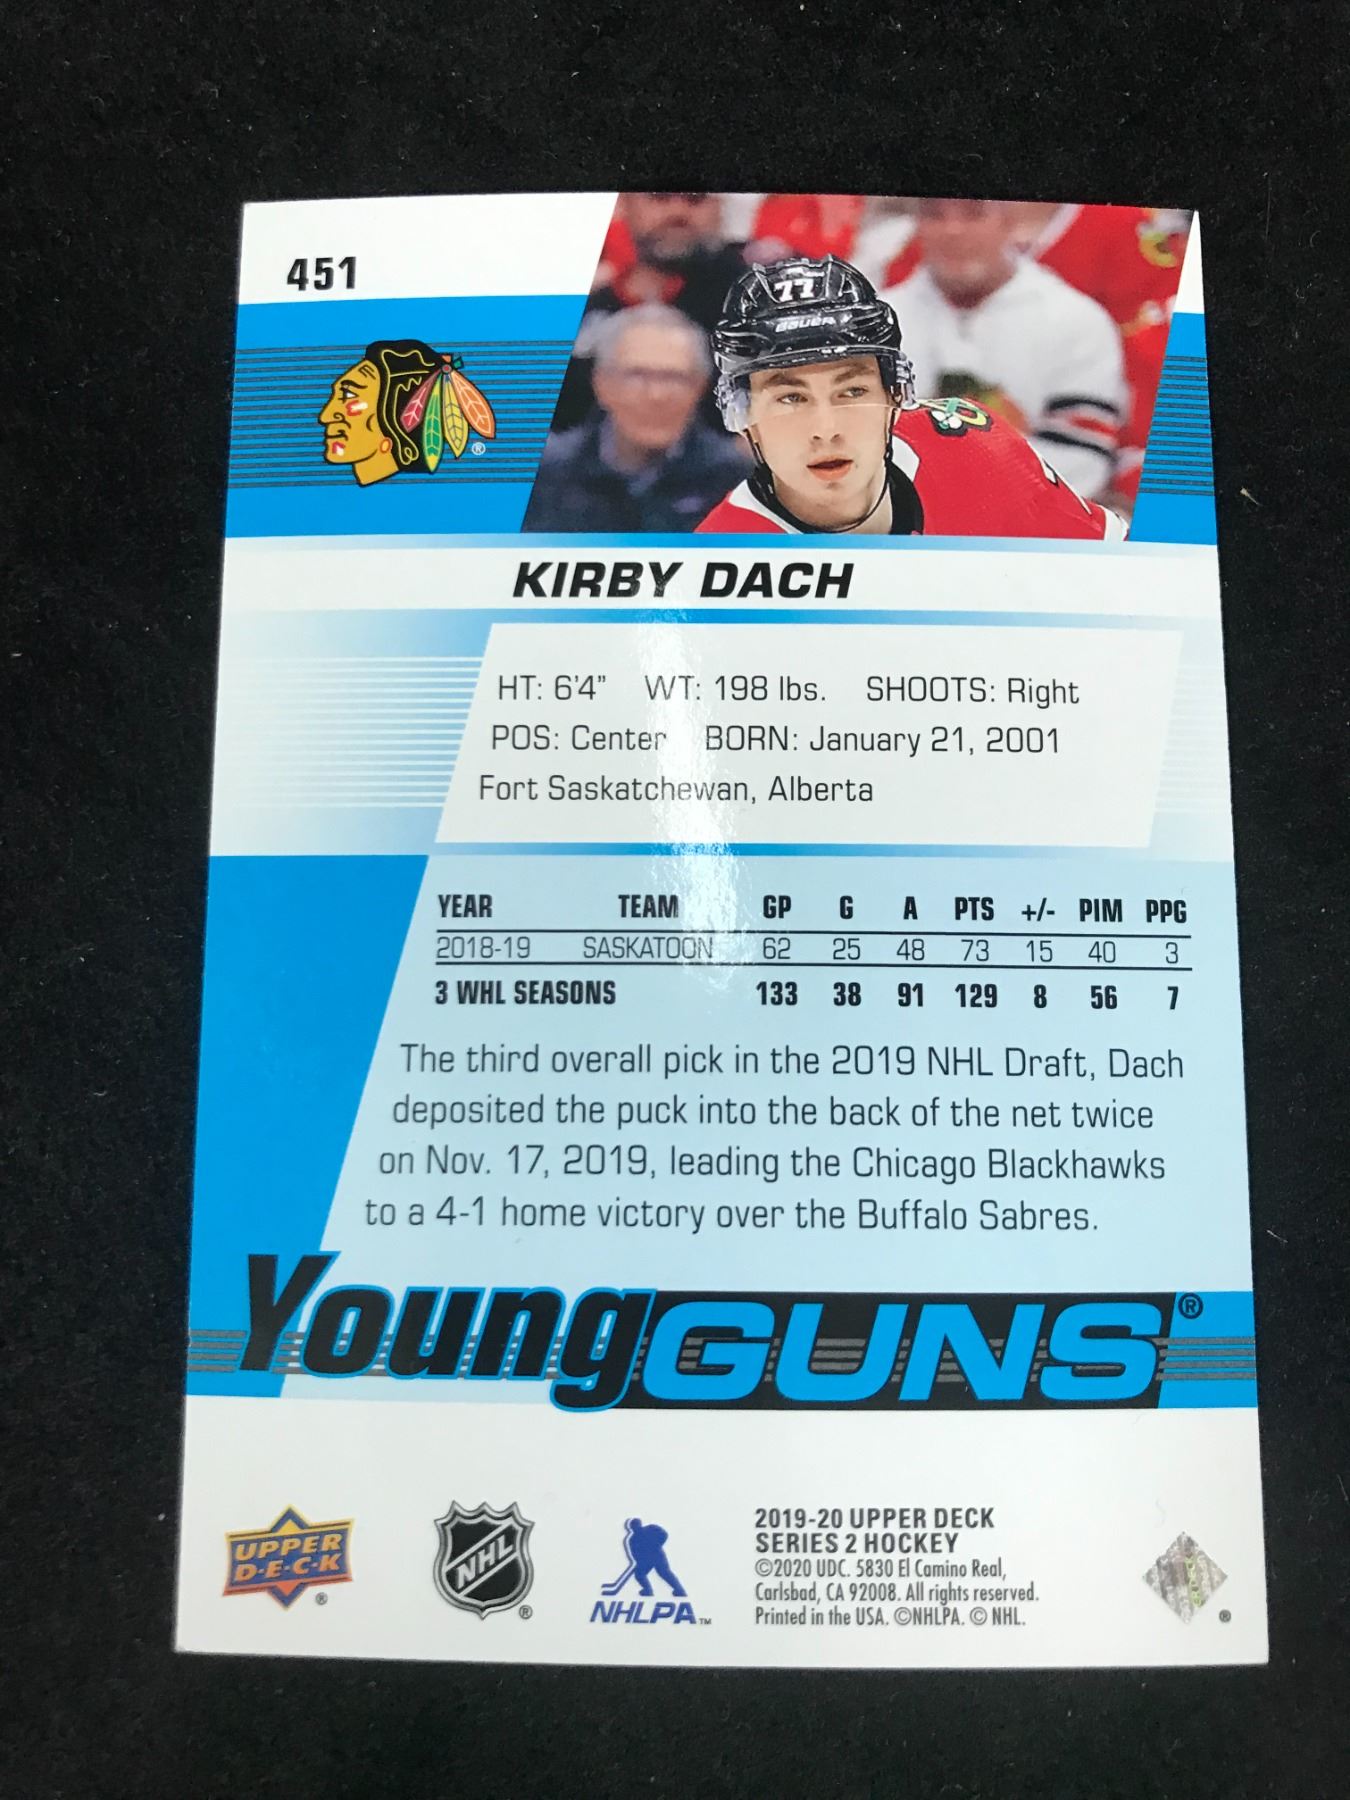 451
77
BAUER
®
KIRBY DACH
HT: 6'4" WT: 198 lbs. SHOOTS: Right
POS: Center BORN: January 21, 2001
Fort Saskatchewan, Alberta
YEAR TEAM GP G A PTS +/- PIM PPG
2018-19 SASKATOON 62 25 48 73 15 40 3
3 WHL SEASONS 133 38 91 129 8 56 7
The third overall pick in the 2019 NHL Draft, Dach
deposited the puck into the back of the net twice
on Nov. 17, 2019, leading the Chicago Blackhawks
to a 4-1 home victory over the Buffalo Sabres.
Young GUNS®
UPPER
D·E·C·K ®
NHL ®
NHLPA™
2019-20 UPPER DECK
SERIES 2 HOCKEY
©2020 UDC. 5830 El Camino Real,
Carlsbad, CA 92008. All rights reserved.
Printed in the USA. ©NHLPA. © NHL.
®